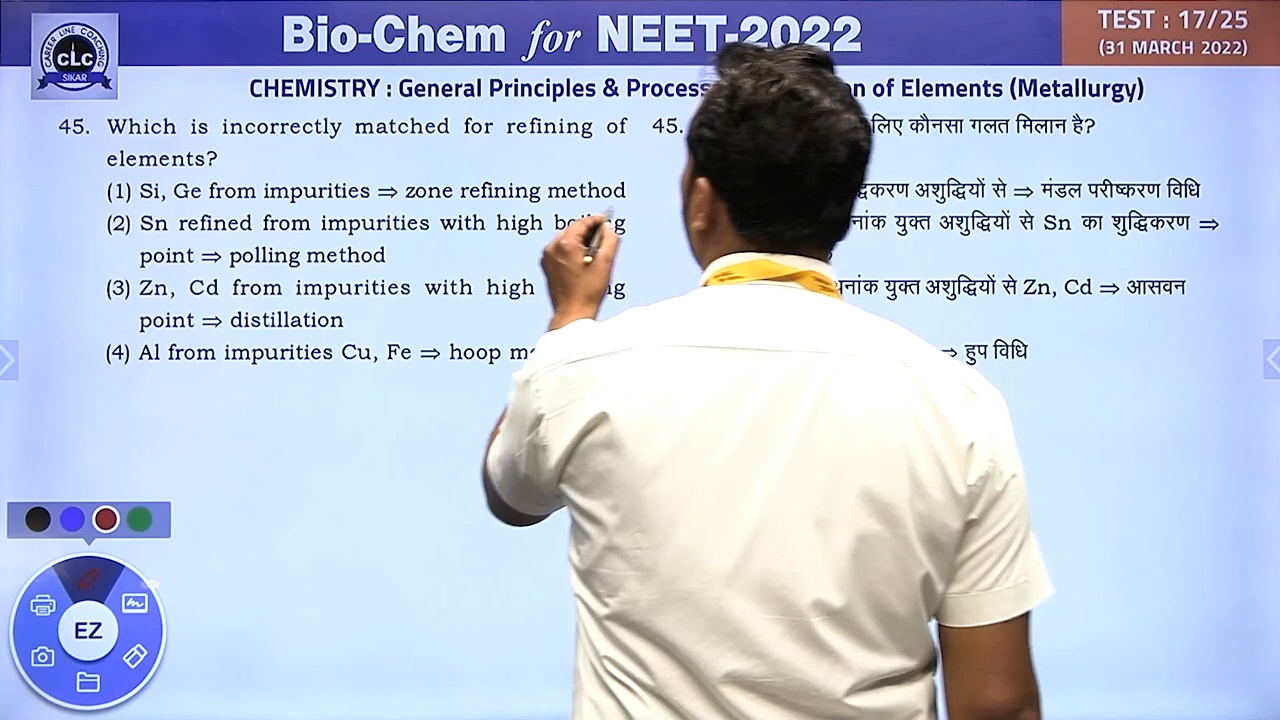 Bio-Chem for NEET-2022
TEST : 17/25
(31 MARCH 2022)
CAREER LINE COACHING
CLC
SIKAR
CHEMISTRY : General Principles & of Elements (Metallurgy)
45. Which is incorrectly matched for refining of
elements?
(1) Si, Ge from impurities ⇒ zone refining method
(2) Sn refined from impurities with high
point ⇒ polling method
(3) Zn, Cd from impurities with high
point ⇒ distillation
(4) Al from impurities Cu, Fe ⇒ hoop
45. लिए कौनसा गलत मिलान है?
अशुद्धियों से ⇒ मंडल परीष्करण विधि
युक्त अशुद्धियों से Sn का शुद्धिकरण ⇒
युक्त अशुद्धियों से Zn, Cd ⇒ आसवन
⇒ हुप विधि
EZ